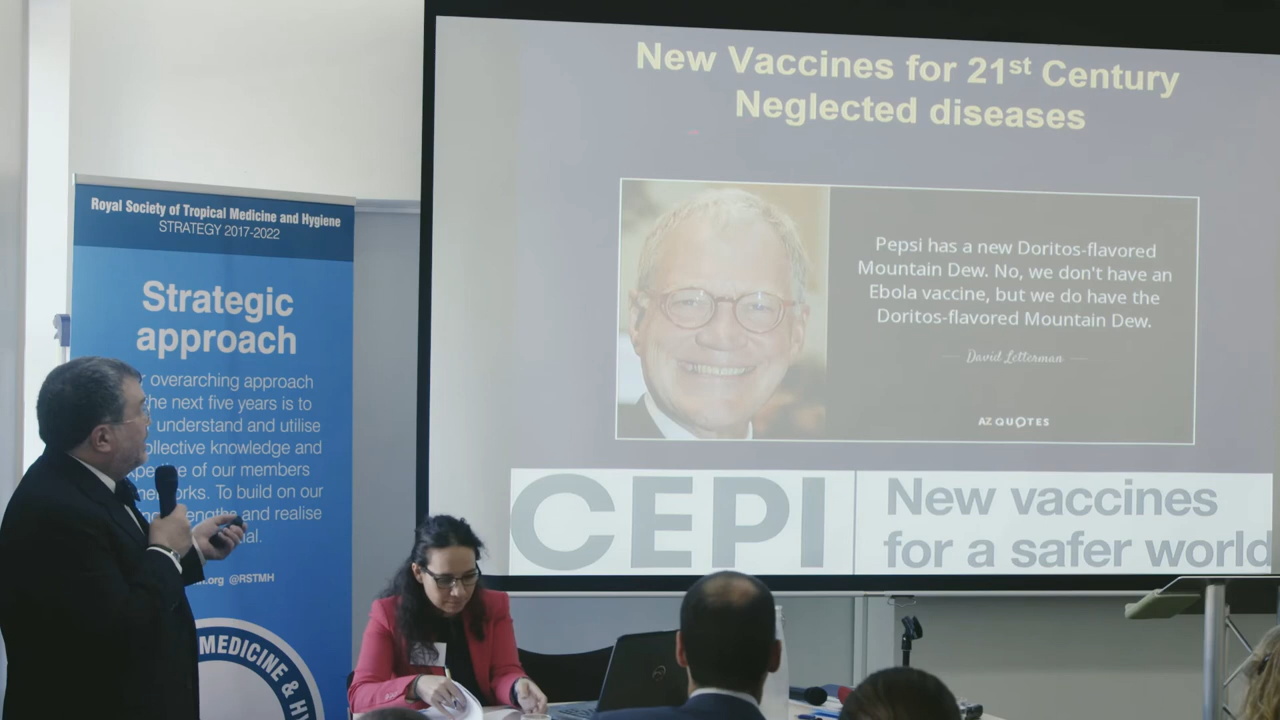 New Vaccines for 21st Century
Neglected diseases
Pepsi has a new Doritos-flavored
Mountain Dew. No, we don't have an
Ebola vaccine, but we do have the
Doritos-flavored Mountain Dew.
David Letterman
AZ QUOTES
CEPI
New vaccines
for a safer world
Royal Society of Tropical Medicine and Hygiene
STRATEGY 2017-2022
Strategic
approach
overarching approach
the next five years is to
understand and utilise
collective knowledge and
of our members
To build on our
and realise
@RSTMH
MEDICINE &